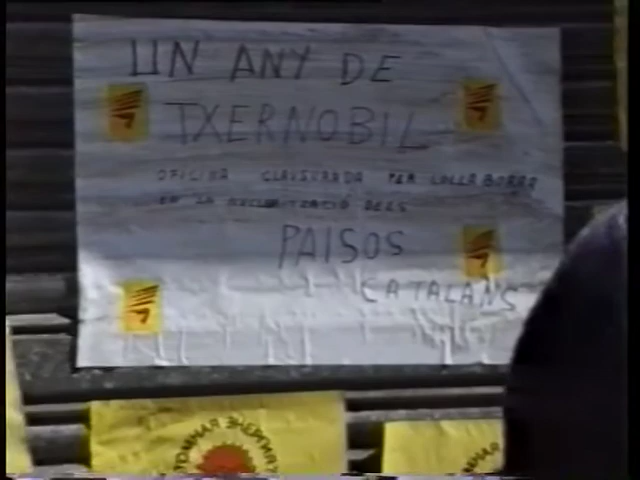 UN ANY DE
TXERNOBIL
OFICINA CLAUSURADA PER COL·LABORAR
EN LA NUCLEARITZACIÓ DELS
PAISOS
CATALANS